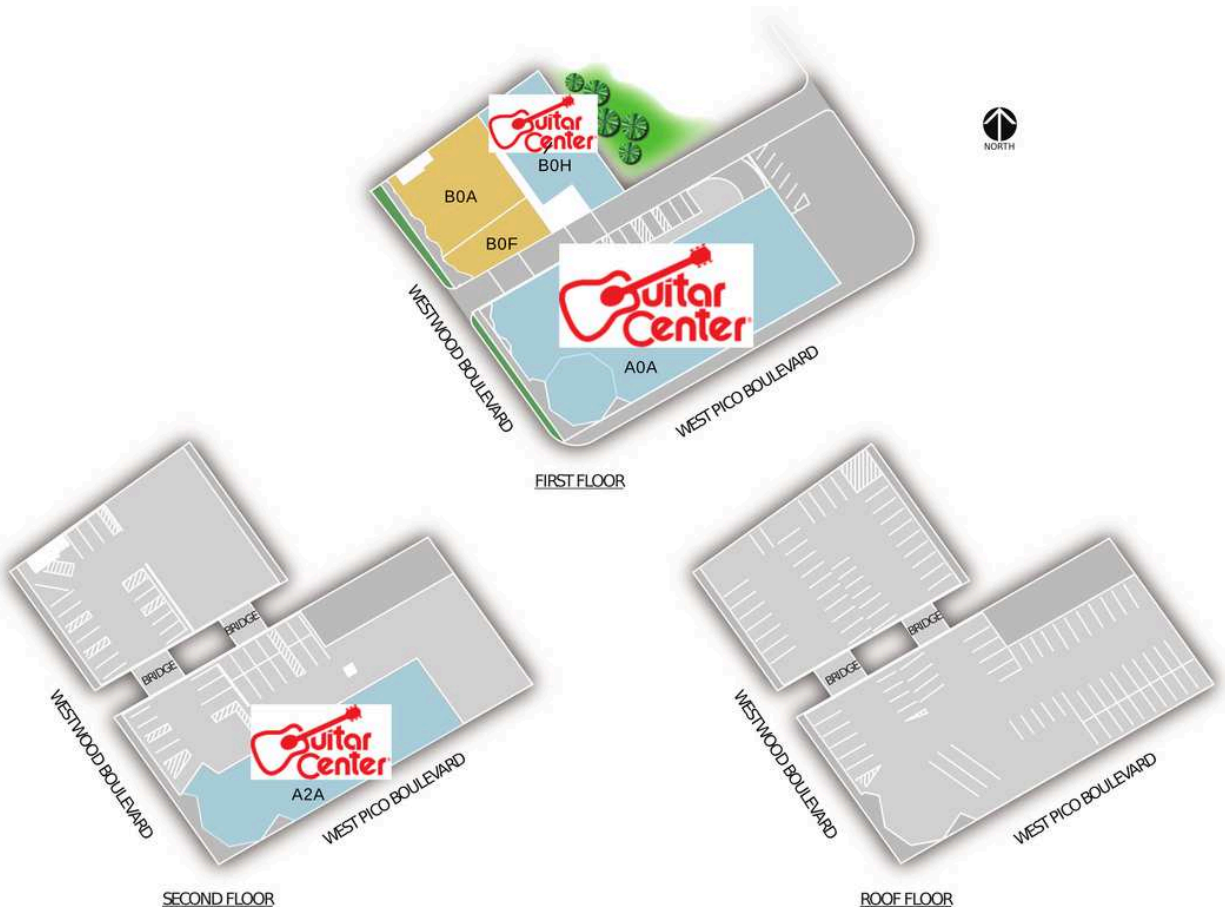 Guitar
Center
B0H
B0A
B0F
NORTH
Guitar
Center
A0A
WESTWOOD BOULEVARD
WEST PICO BOULEVARD
FIRST FLOOR
BRIDGE
BRIDGE
Guitar
Center
A2A
WESTWOOD BOULEVARD
WEST PICO BOULEVARD
SECOND FLOOR
BRIDGE
BRIDGE
WESTWOOD BOULEVARD
WEST PICO BOULEVARD
ROOF FLOOR